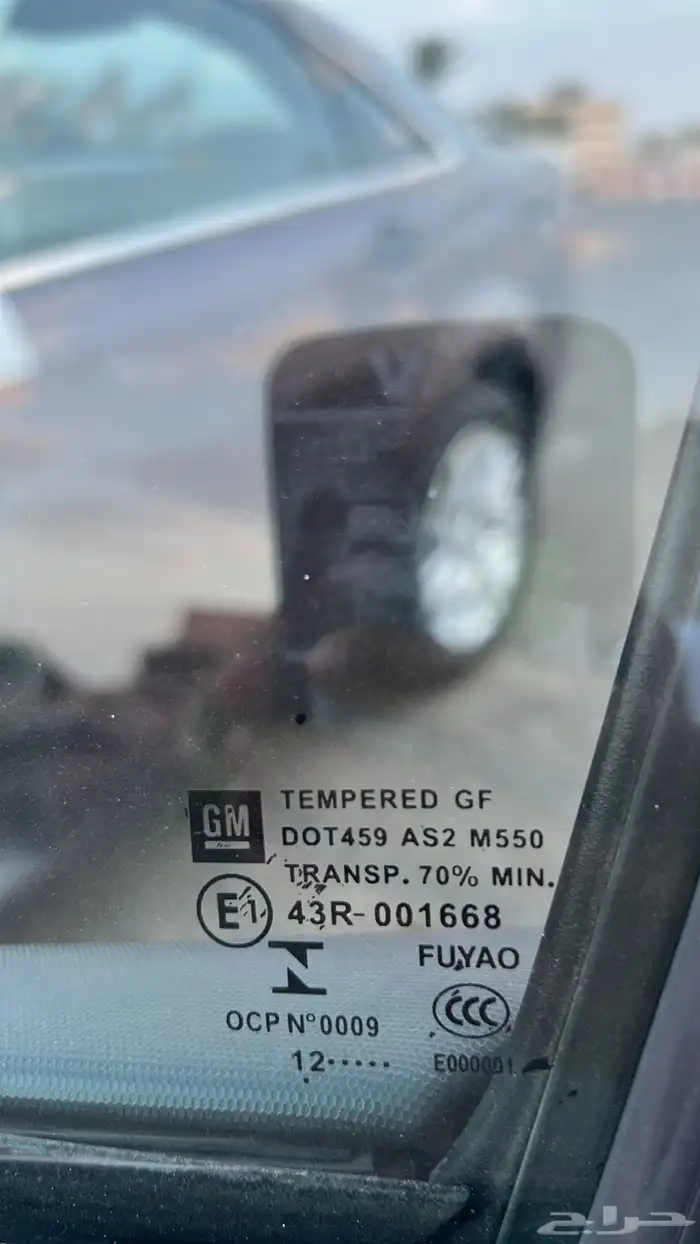 GM
TEMPERED GF
DOT459 AS2 M550
TRANSP. 70% MIN.
E1 43R-001668
FUYAO
OCP N°0009
CCC
12·····
E000001
حراج